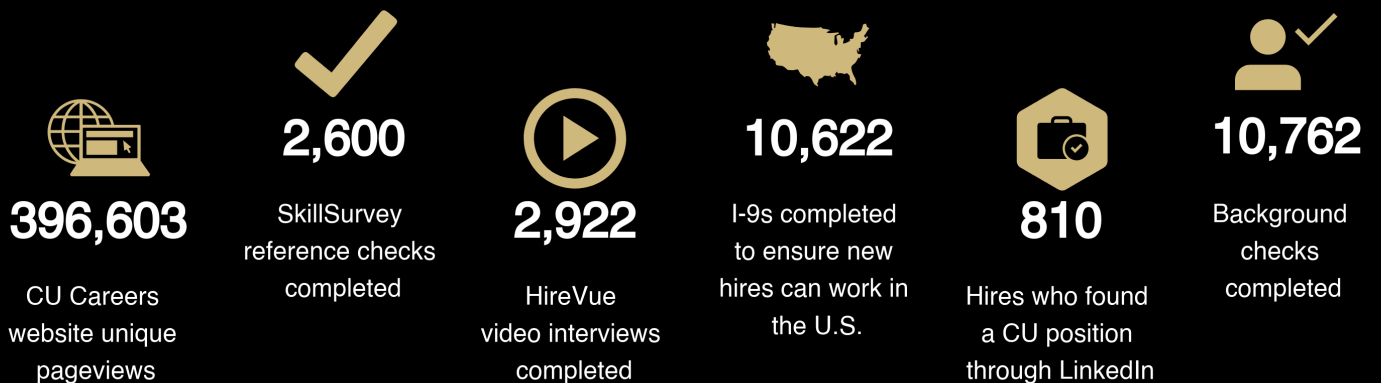 396,603
CU Careers
website unique
pageviews
2,600
SkillSurvey
reference checks
completed
2,922
HireVue
video interviews
completed
10,622
I-9s completed
to ensure new
hires can work in
the U.S.
810
Hires who found
a CU position
through LinkedIn
10,762
Background
checks
completed